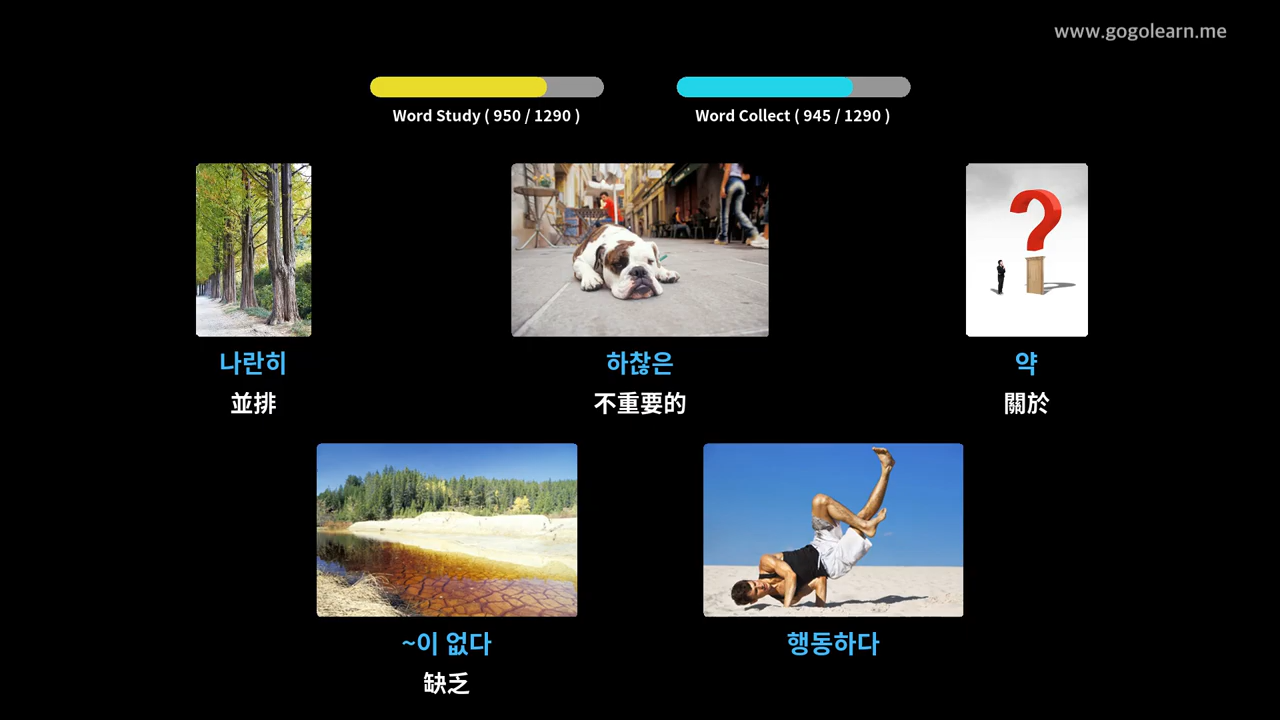 www.gogolearn.me
Word Study ( 950 / 1290 )
Word Collect ( 945 / 1290 )
나란히
並排
하찮은
不重要的
약
關於
~이 없다
缺乏
행동하다